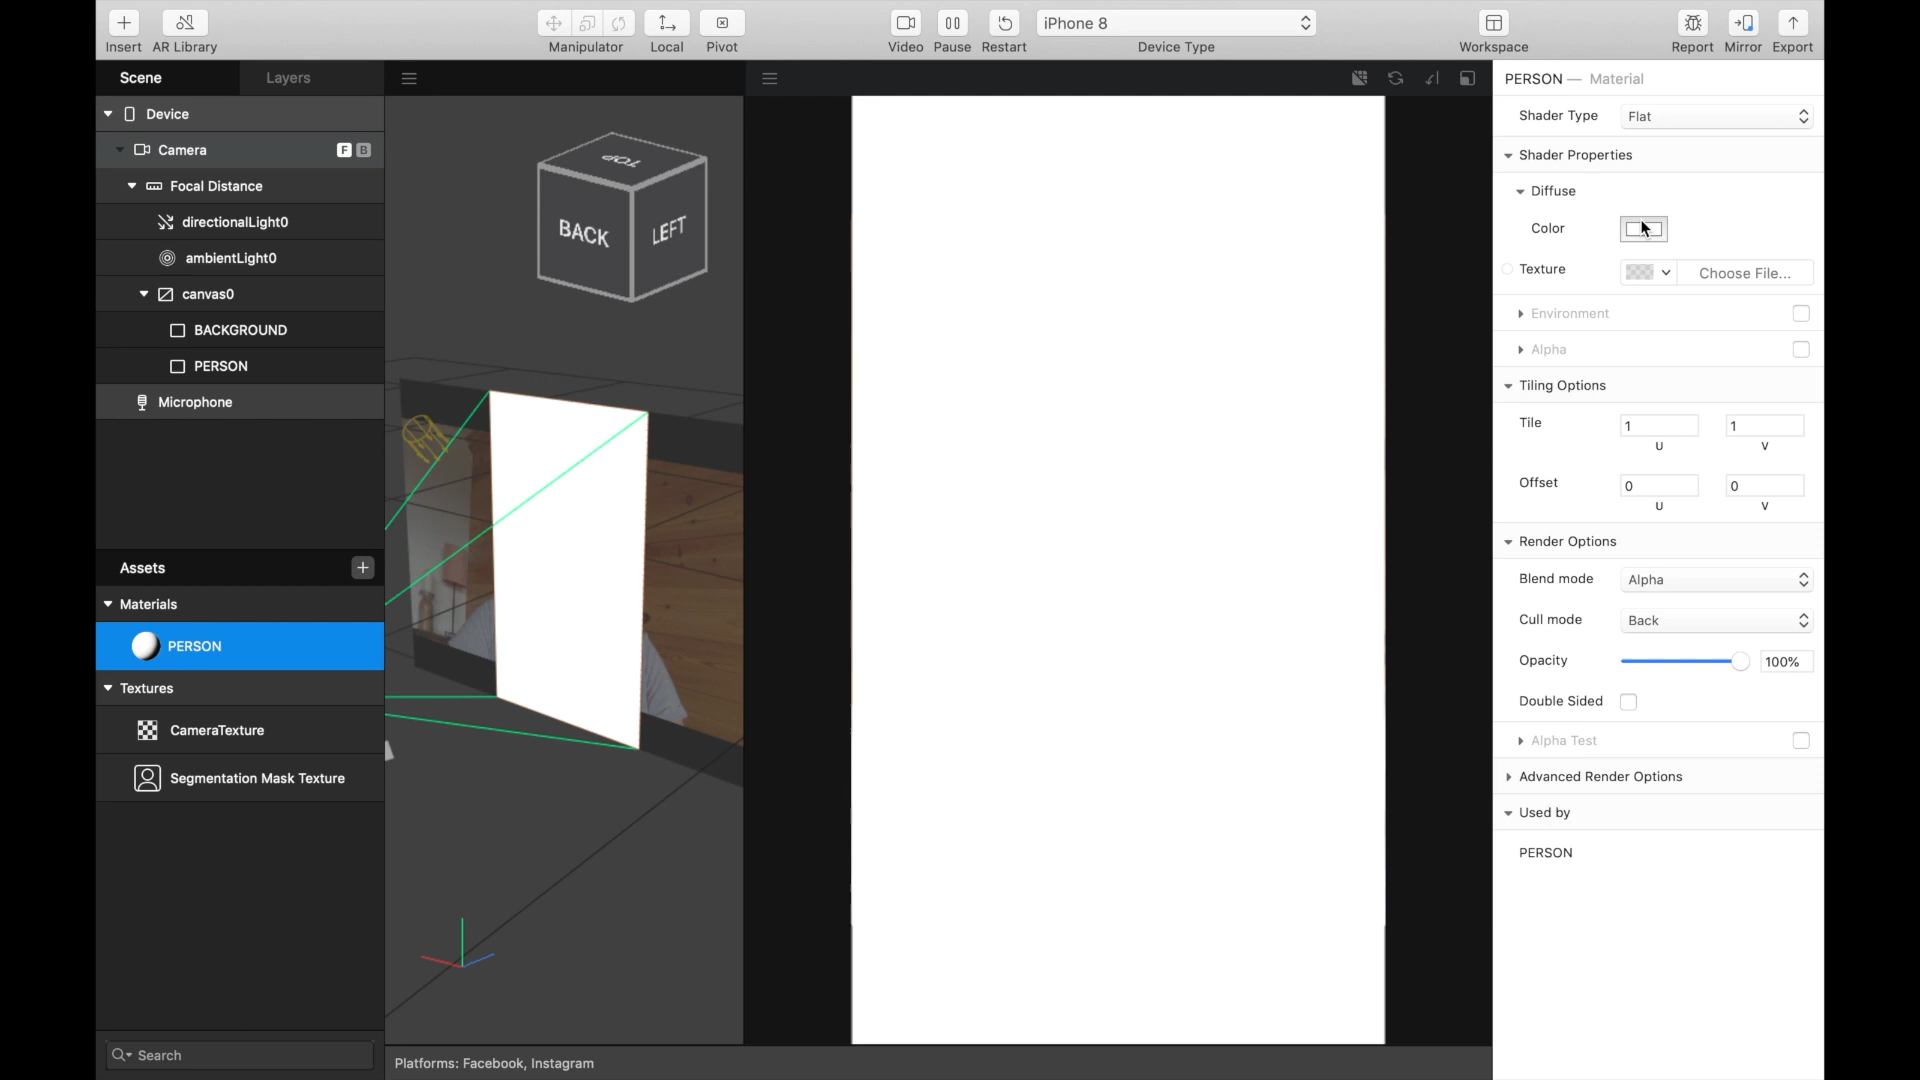 Insert
AR Library
Manipulator
Local
Pivot
Video
Pause
Restart
iPhone 8
Device Type
Workspace
Report
Mirror
Export
Scene
Layers
Device
Camera
F
B
Focal Distance
directionalLight0
ambientLight0
canvas0
BACKGROUND
PERSON
Microphone
Assets
Materials
PERSON
Textures
CameraTexture
Segmentation Mask Texture
Search
TOP
BACK
LEFT
Platforms: Facebook, Instagram
PERSON — Material
Shader Type
Flat
Shader Properties
Diffuse
Color
Texture
Choose File...
Environment
Alpha
Tiling Options
Tile
1
1
U
V
Offset
0
0
U
V
Render Options
Blend mode
Alpha
Cull mode
Back
Opacity
100%
Double Sided
Alpha Test
Advanced Render Options
Used by
PERSON